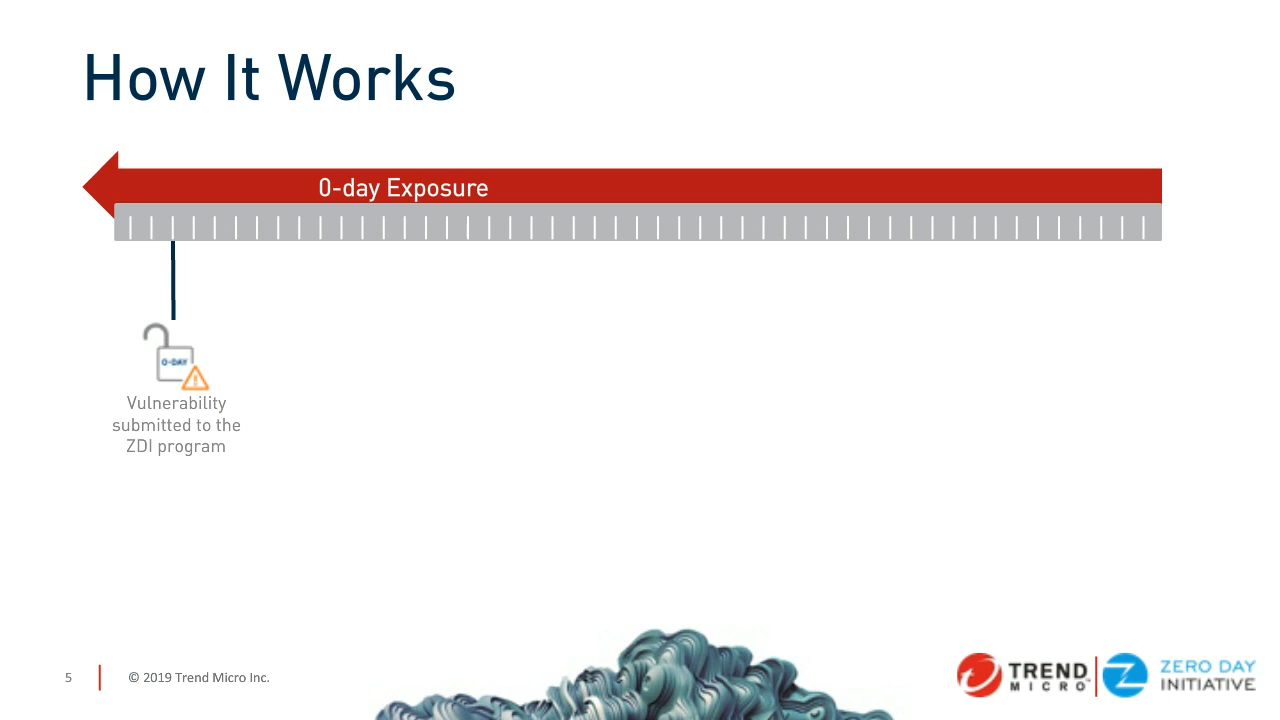 How It Works
0-day Exposure
0-DAY
Vulnerability
submitted to the
ZDI program
5
© 2019 Trend Micro Inc.
TREND
MICRO™
ZERO DAY
INITIATIVE